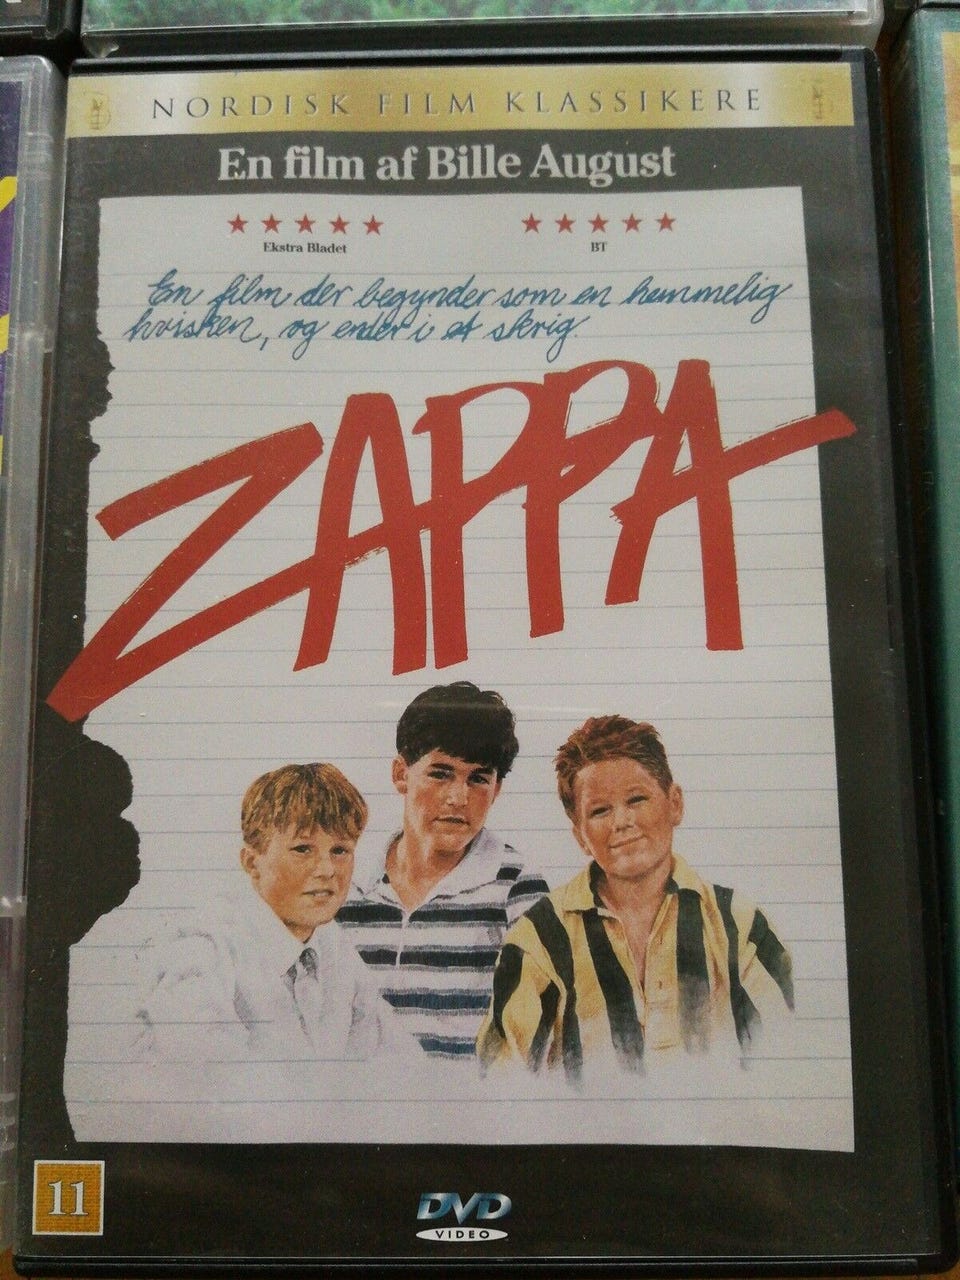 NORDISK FILM KLASSIKERE
En film af Bille August
Ekstra Bladet
BT
En film der begynder som en hemmelig
hvisken, og ender i et skrig.
ZAPPA
11
DVD
VIDEO